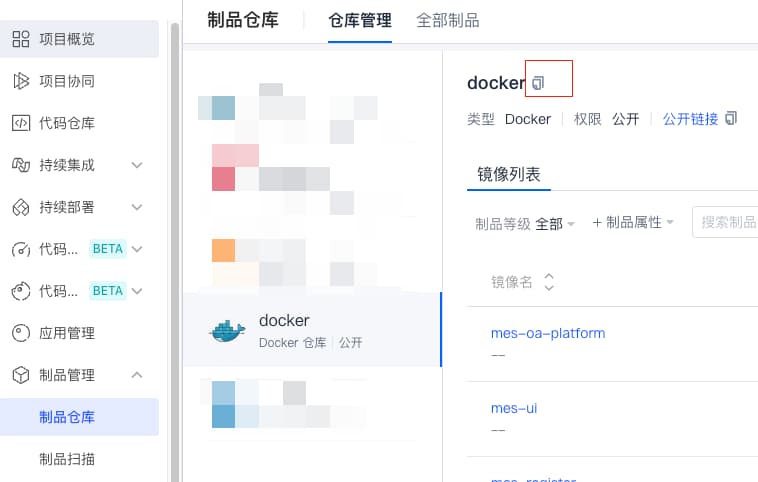 项目概览
项目协同
代码仓库
持续集成
持续部署
代码... BETA
代码... BETA
应用管理
制品管理
制品仓库
制品扫描
制品仓库 仓库管理 全部制品
docker
Docker 仓库 公开
docker
类型 Docker 权限 公开 公开链接
镜像列表
制品等级 全部 + 制品属性 搜索制品
镜像名
mes-oa-platform
--
mes-ui
--
mes-register